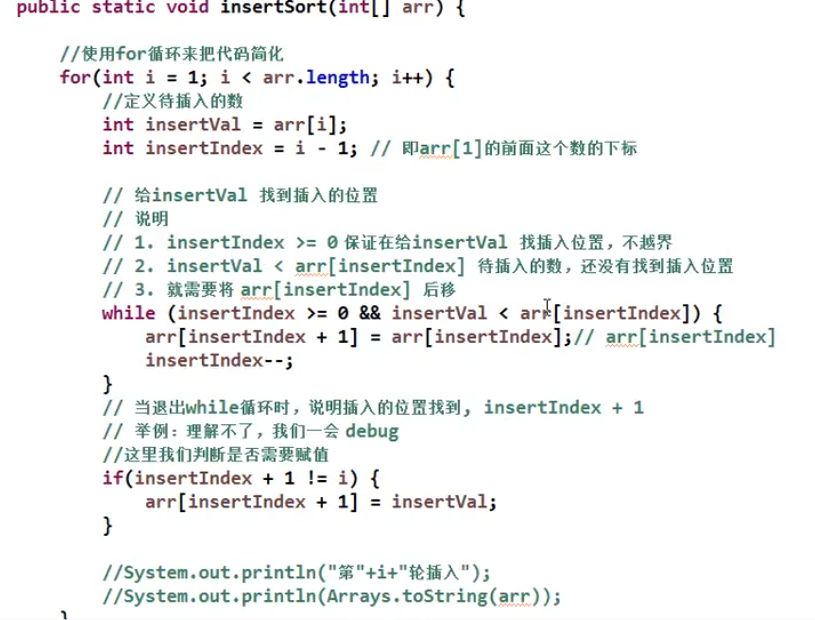 public static void insertSort(int[] arr) {
//使用for循环来把代码简化
for(int i = 1; i < arr.length; i++) {
//定义待插入的数
int insertVal = arr[i];
int insertIndex = i - 1; // 即arr[1]的前面这个数的下标
// 给insertVal 找到插入的位置
// 说明
// 1. insertIndex >= 0 保证在给insertVal 找插入位置，不越界
// 2. insertVal < arr[insertIndex] 待插入的数，还没有找到插入位置
// 3. 就需要将 arr[insertIndex] 后移
while (insertIndex >= 0 && insertVal < arr[insertIndex]) {
arr[insertIndex + 1] = arr[insertIndex];// arr[insertIndex]
insertIndex--;
}
// 当退出while循环时，说明插入的位置找到, insertIndex + 1
// 举例：理解不了，我们一会 debug
//这里我们判断是否需要赋值
if(insertIndex + 1 != i) {
arr[insertIndex + 1] = insertVal;
}
//System.out.println("第"+i+"轮插入");
//System.out.println(Arrays.toString(arr));
}